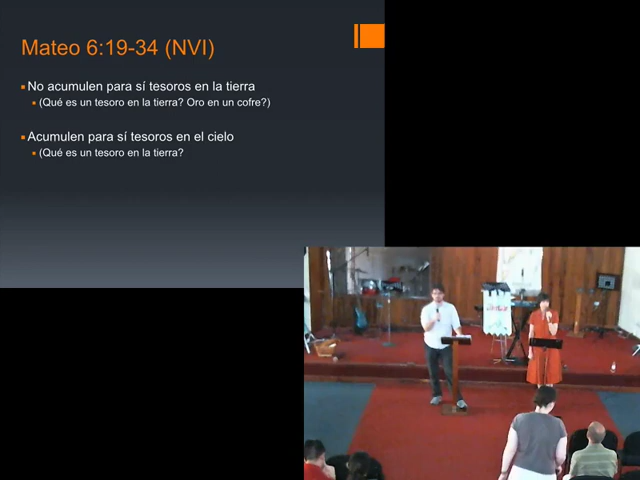 Mateo 6:19-34 (NVI)
No acumulen para sí tesoros en la tierra
(Qué es un tesoro en la tierra? Oro en un cofre?)
Acumulen para sí tesoros en el cielo
(Qué es un tesoro en la tierra?